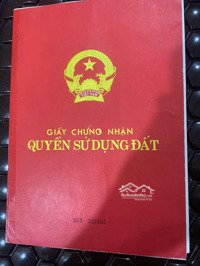 GIẤY CHỨNG NHẬN
QUYỀN SỬ DỤNG ĐẤT